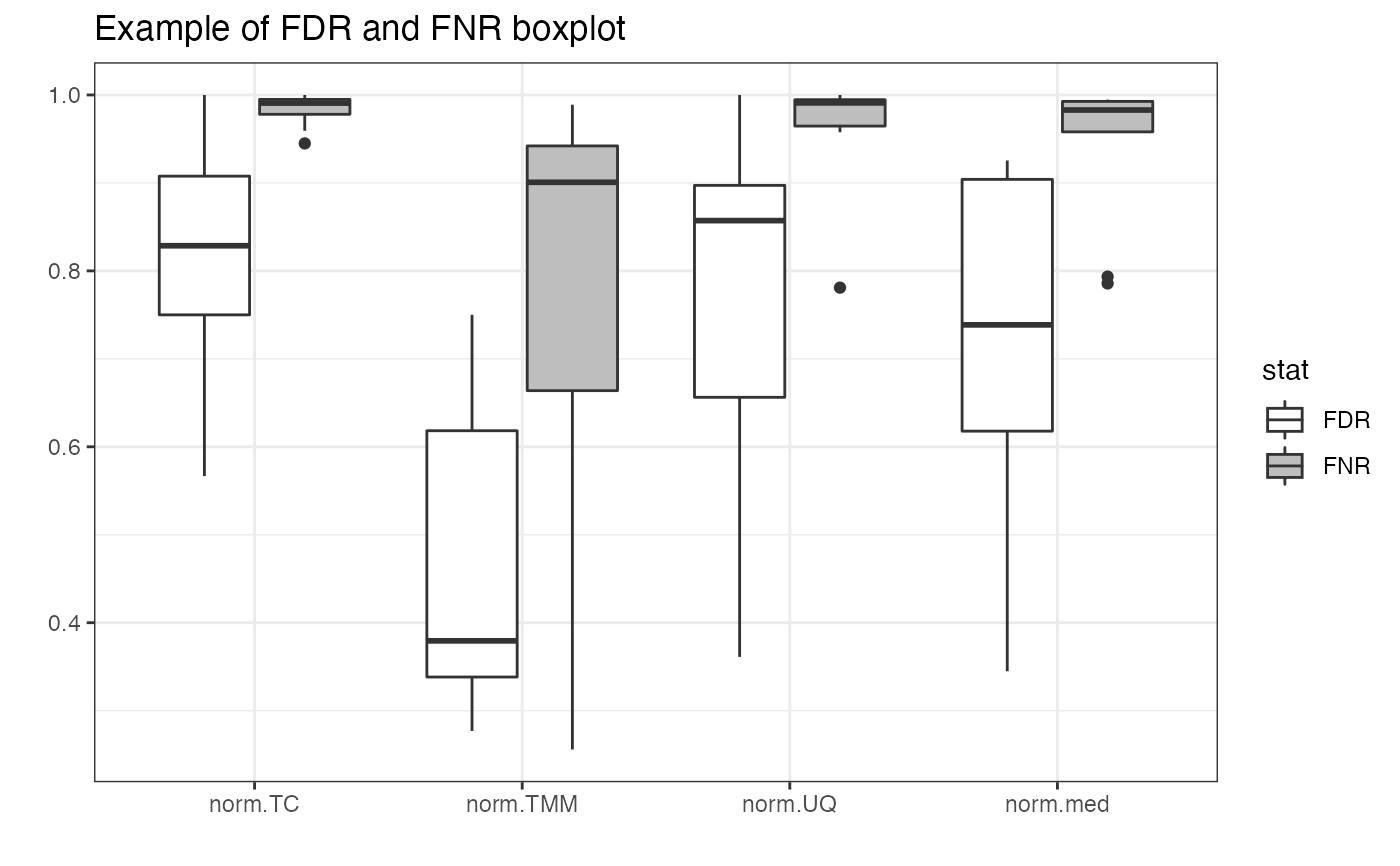 Example of FDR and FNR boxplot
1.0
0.8
0.6
0.4
norm.TC
norm.TMM
norm.UQ
norm.med
stat
FDR
FNR